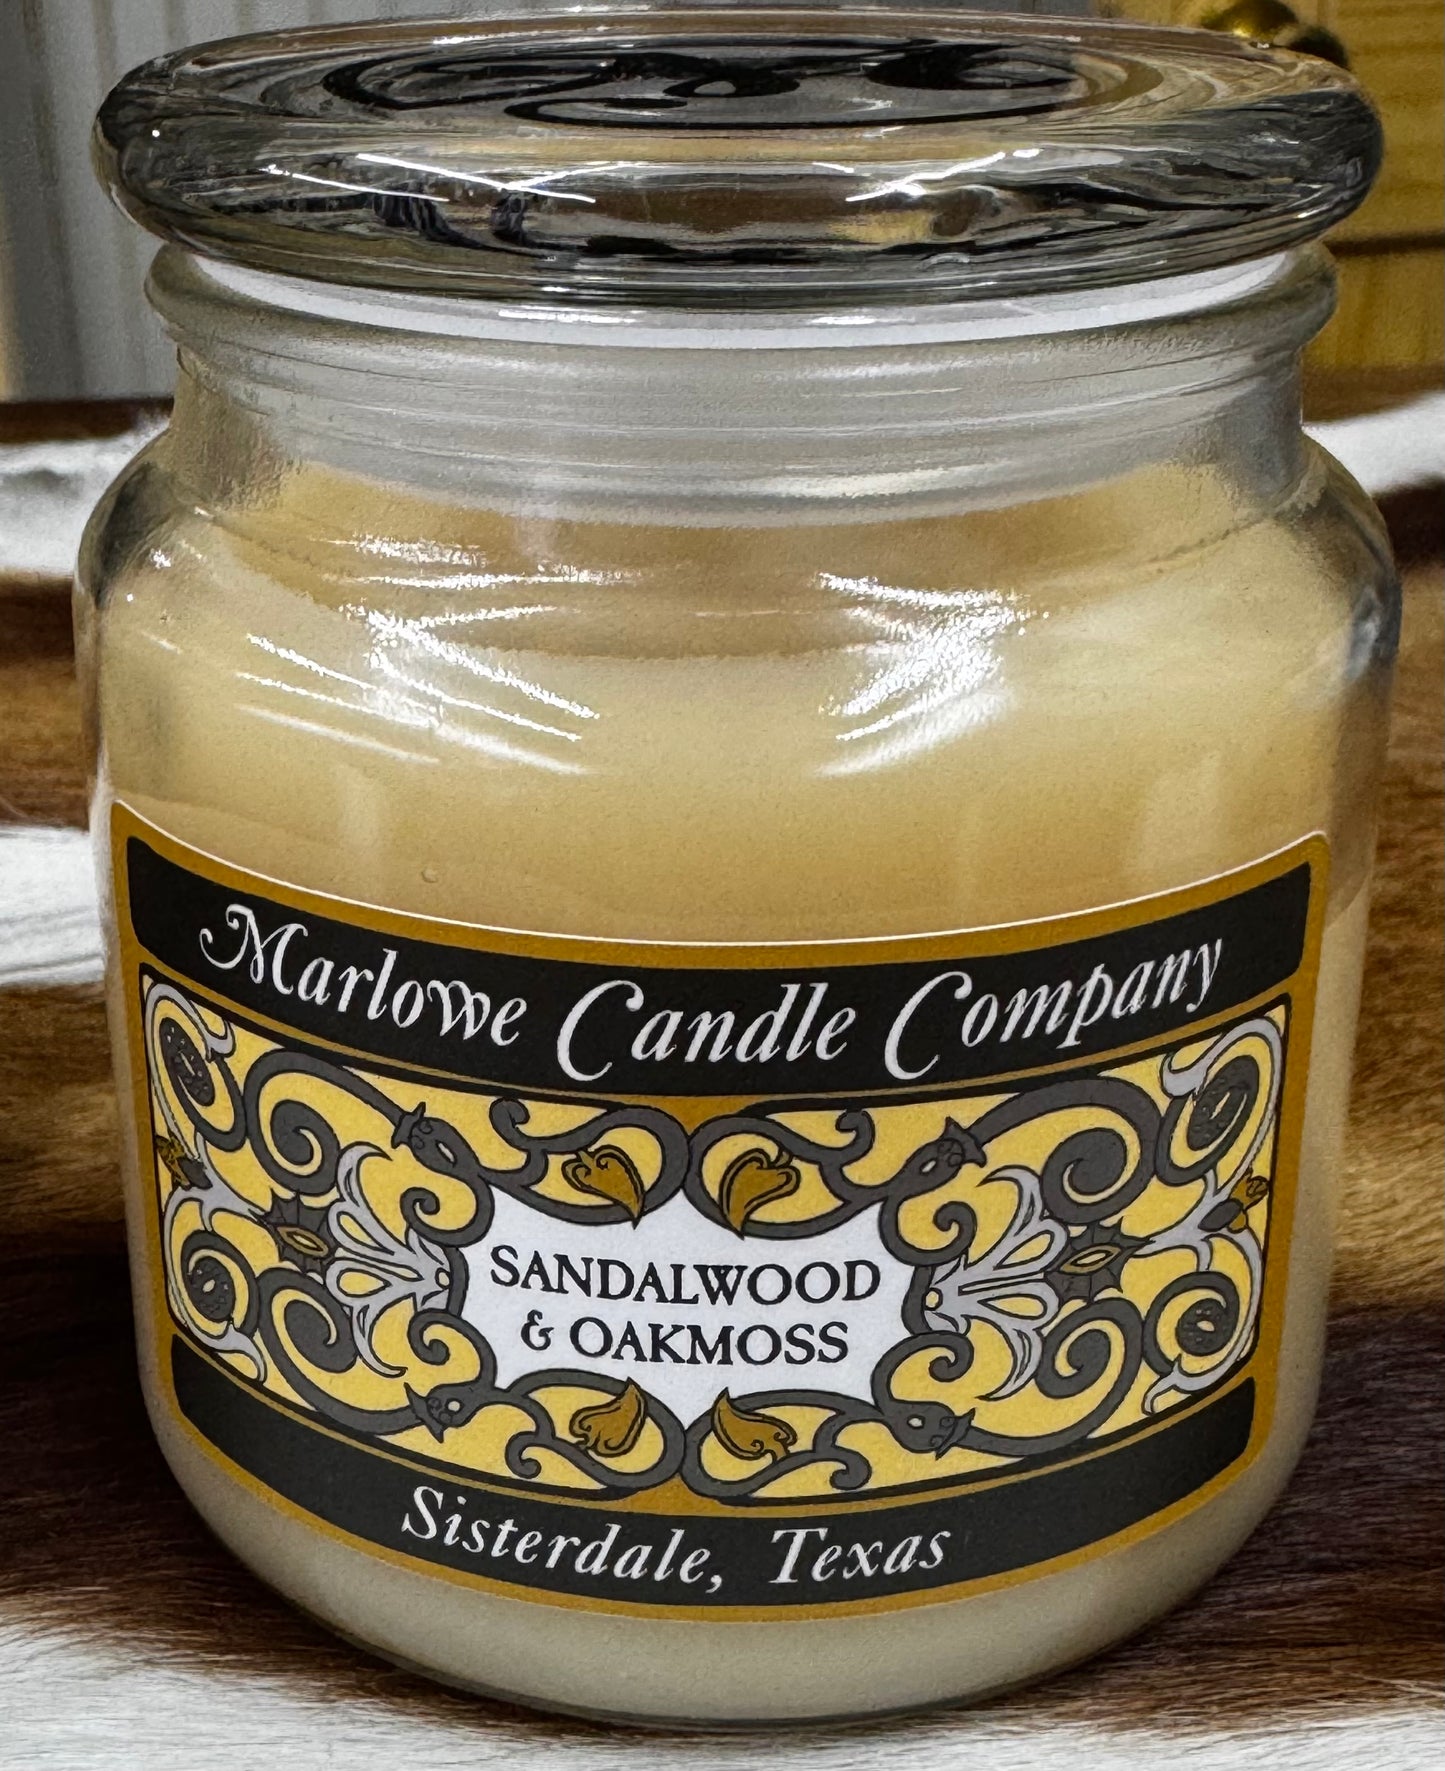 Marlowe Candle Company
SANDALWOOD
& OAKMOSS
Sisterdale, Texas